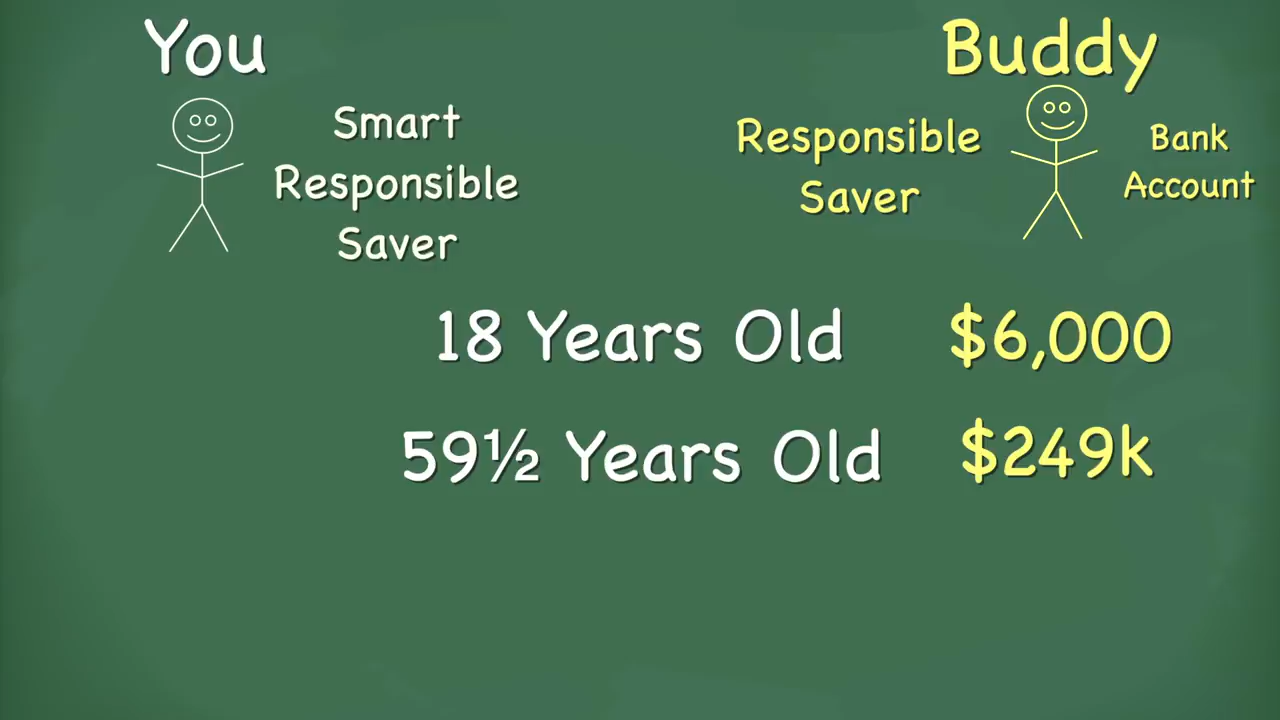 You
Smart
Responsible
Saver
Buddy
Responsible
Saver
Bank
Account
18 Years Old $6,000
59½ Years Old $249k